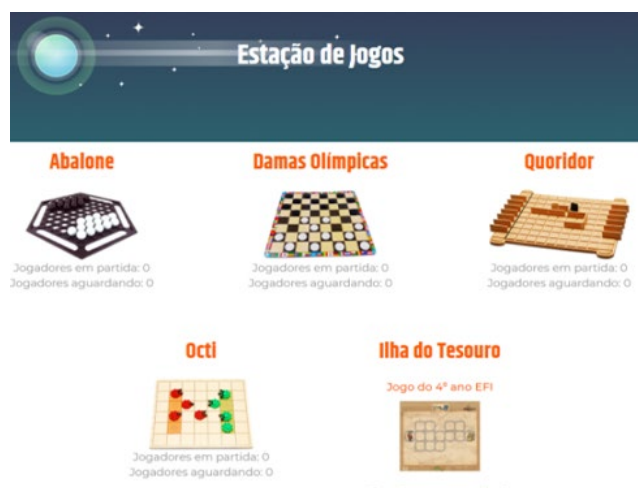 Estação de Jogos
Abalone
Jogadores em partida: 0
Jogadores aguardando: 0
Damas Olímpicas
Jogadores em partida: 0
Jogadores aguardando: 0
Quoridor
Jogadores em partida: 0
Jogadores aguardando: 0
Octi
Jogadores em partida: 0
Jogadores aguardando: 0
Ilha do Tesouro
Jogo do 4º ano EFI